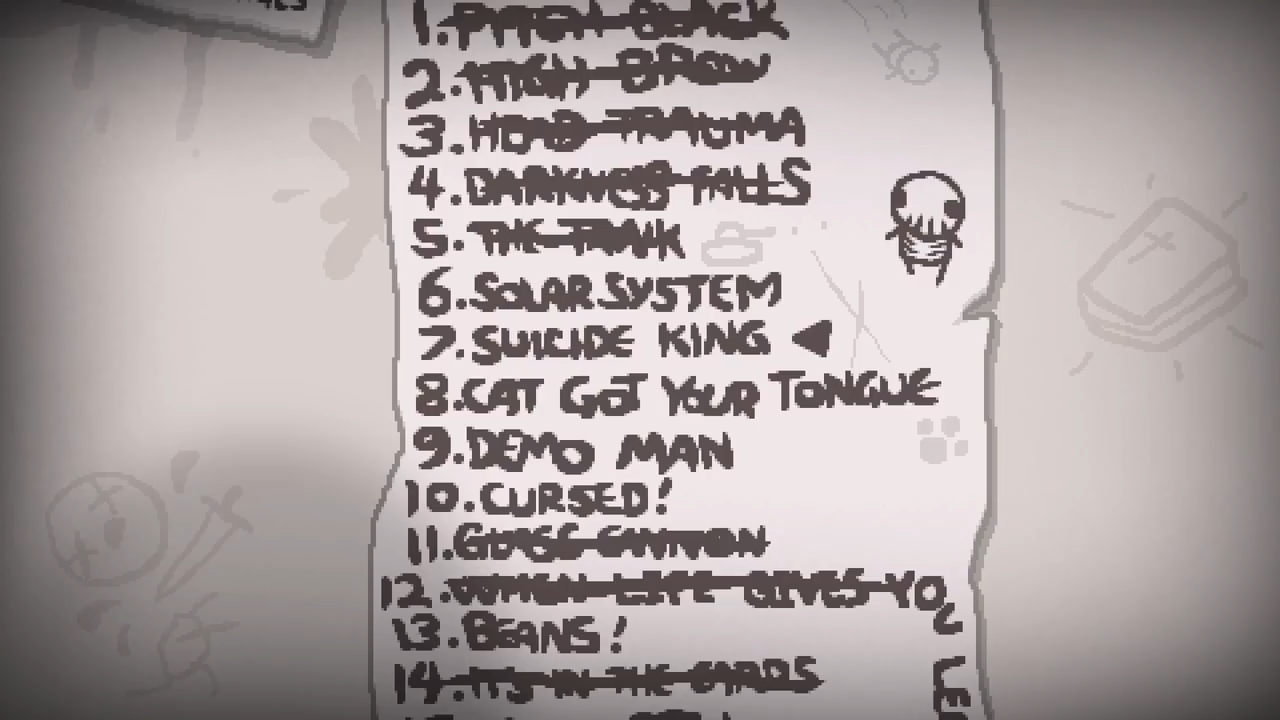 1. PITCH BLACK
2. HIGH BROW
3. HEAD TRAUMA
4. DARKNESS FALLS
5. THE TANK
6. SOLAR SYSTEM
7. SUICIDE KING
8. CAT GOT YOUR TONGUE
9. DEMO MAN
10. CURSED!
11. GLASS CANNON
12. WHEN LIFE GIVES YOU LE
13. BEANS!
14. ITS IN THE CARDS